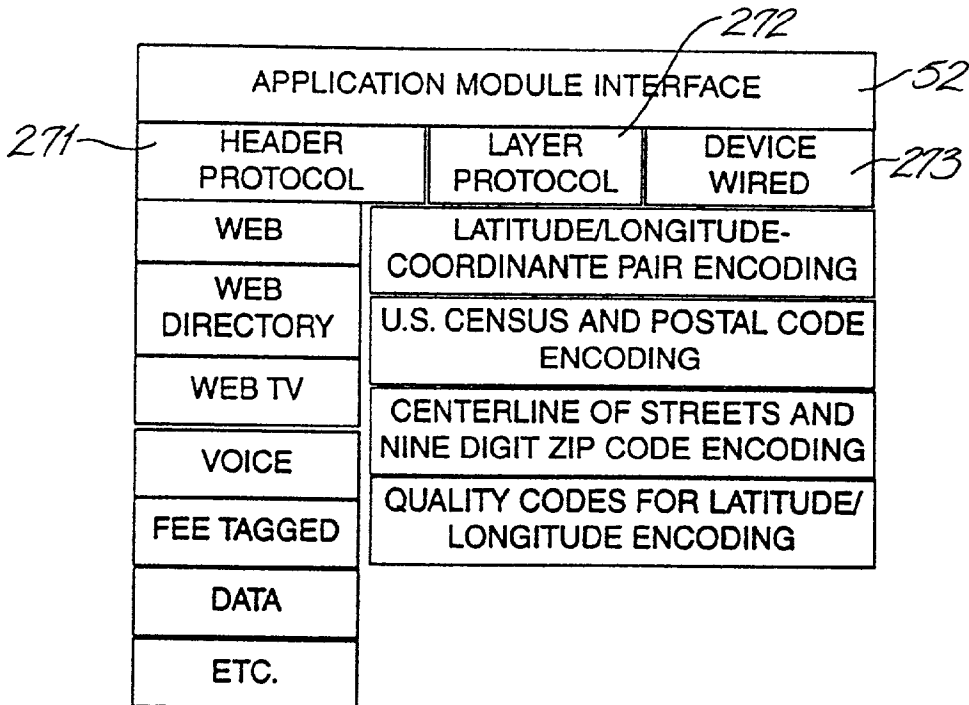 272
APPLICATION MODULE INTERFACE
52
271
HEADER
PROTOCOL
LAYER
PROTOCOL
DEVICE
WIRED
273
WEB
WEB
DIRECTORY
WEB TV
VOICE
FEE TAGGED
DATA
ETC.
LATITUDE/LONGITUDE-
COORDINANTE PAIR ENCODING
U.S. CENSUS AND POSTAL CODE
ENCODING
CENTERLINE OF STREETS AND
NINE DIGIT ZIP CODE ENCODING
QUALITY CODES FOR LATITUDE/
LONGITUDE ENCODING